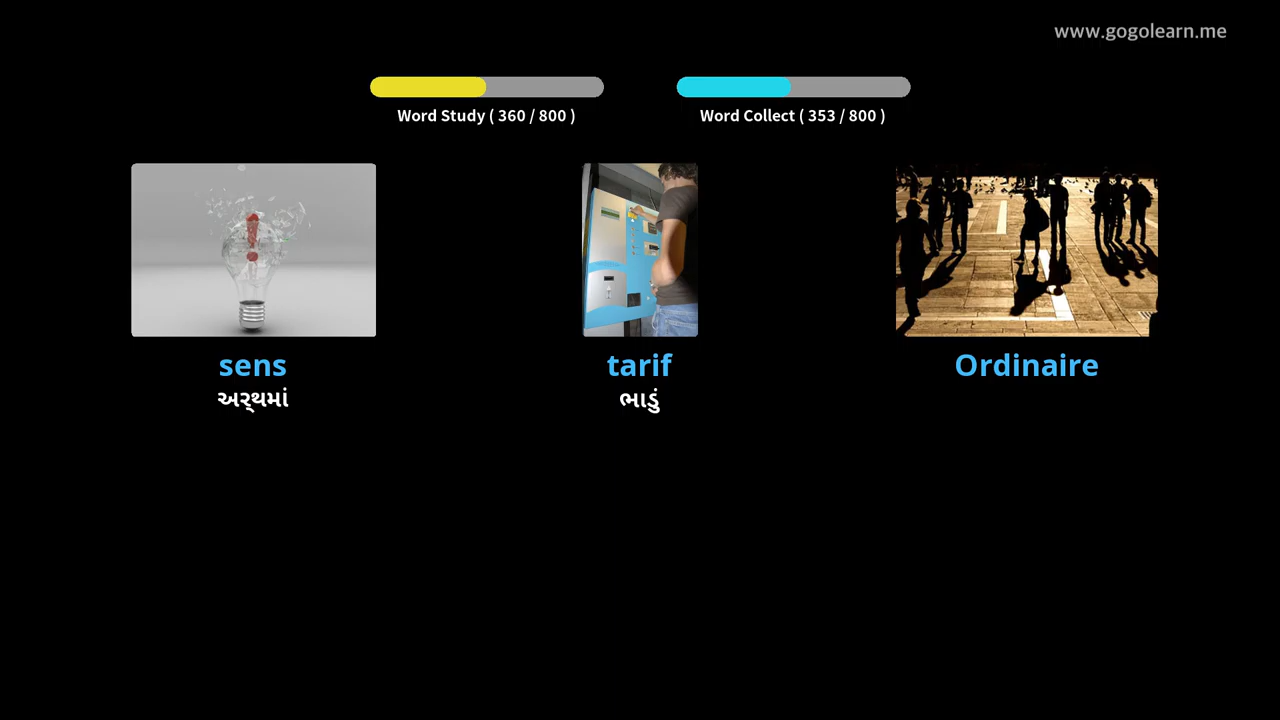 www.gogolearn.me
Word Study ( 360 / 800 )
Word Collect ( 353 / 800 )
sens
tarif
Ordinaire
અર્થમાં
ભાડું